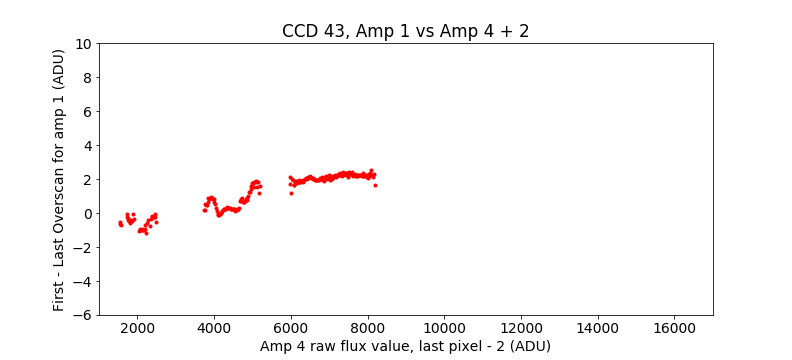 CCD 43, Amp 1 vs Amp 4 + 2
First - Last Overscan for amp 1 (ADU)
10
8
6
4
2
0
−2
−4
−6
2000 4000 6000 8000 10000 12000 14000 16000
Amp 4 raw flux value, last pixel - 2 (ADU)